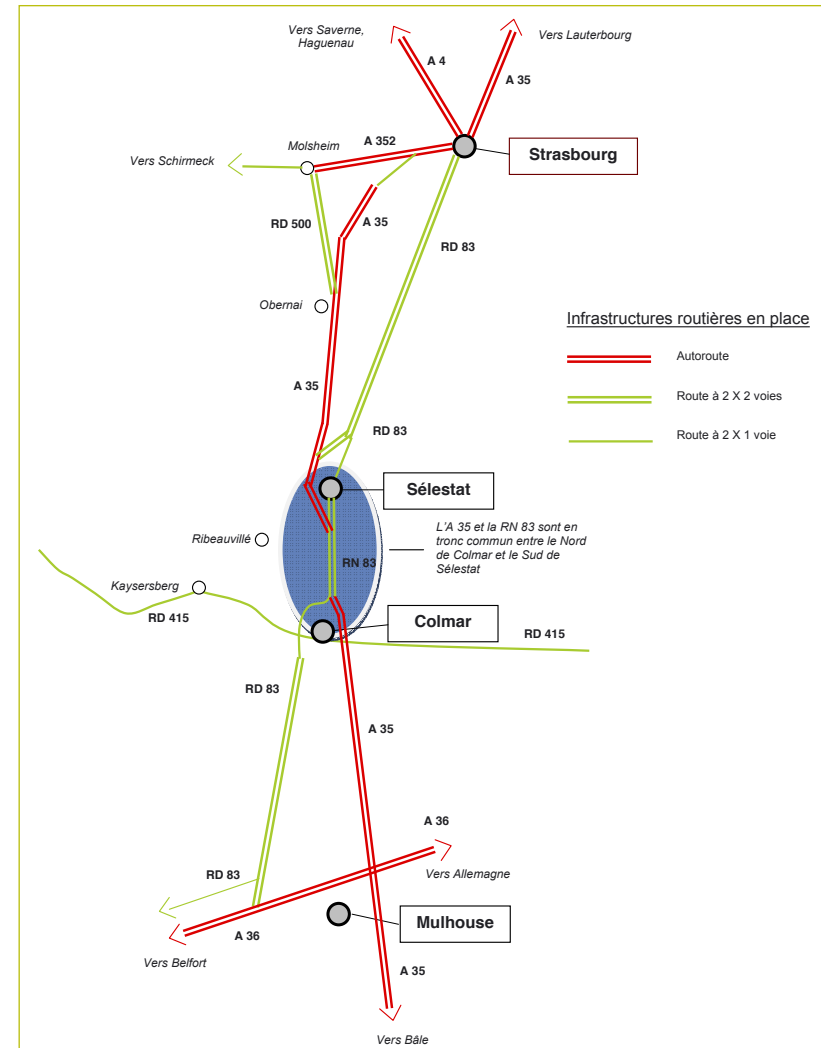 Vers Saverne,
Haguenau
Vers Lauterbourg
A 4
A 35
Molsheim
A 352
Strasbourg
Vers Schirmeck
RD 500
A 35
RD 83
Obernai
Infrastructures routières en place
Autoroute
Route à 2 X 2 voies
Route à 2 X 1 voie
A 35
RD 83
Sélestat
L'A 35 et la RN 83 sont en
tronc commun entre le Nord
de Colmar et le Sud de
Sélestat
Ribeauvillé
RN 83
Kaysersberg
RD 415
Colmar
RD 415
RD 83
A 35
A 36
Vers Allemagne
RD 83
Mulhouse
A 36
Vers Belfort
A 35
Vers Bâle